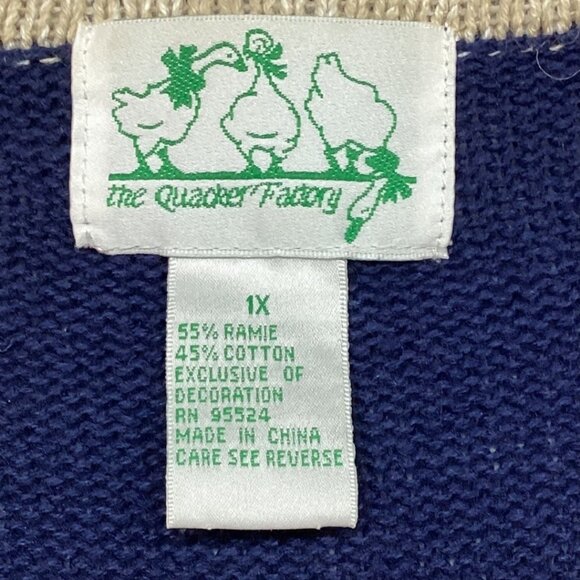 the Quacker Factory
1X
55% RAMIE
45% COTTON
EXCLUSIVE OF
DECORATION
RN 95524
MADE IN CHINA
CARE SEE REVERSE